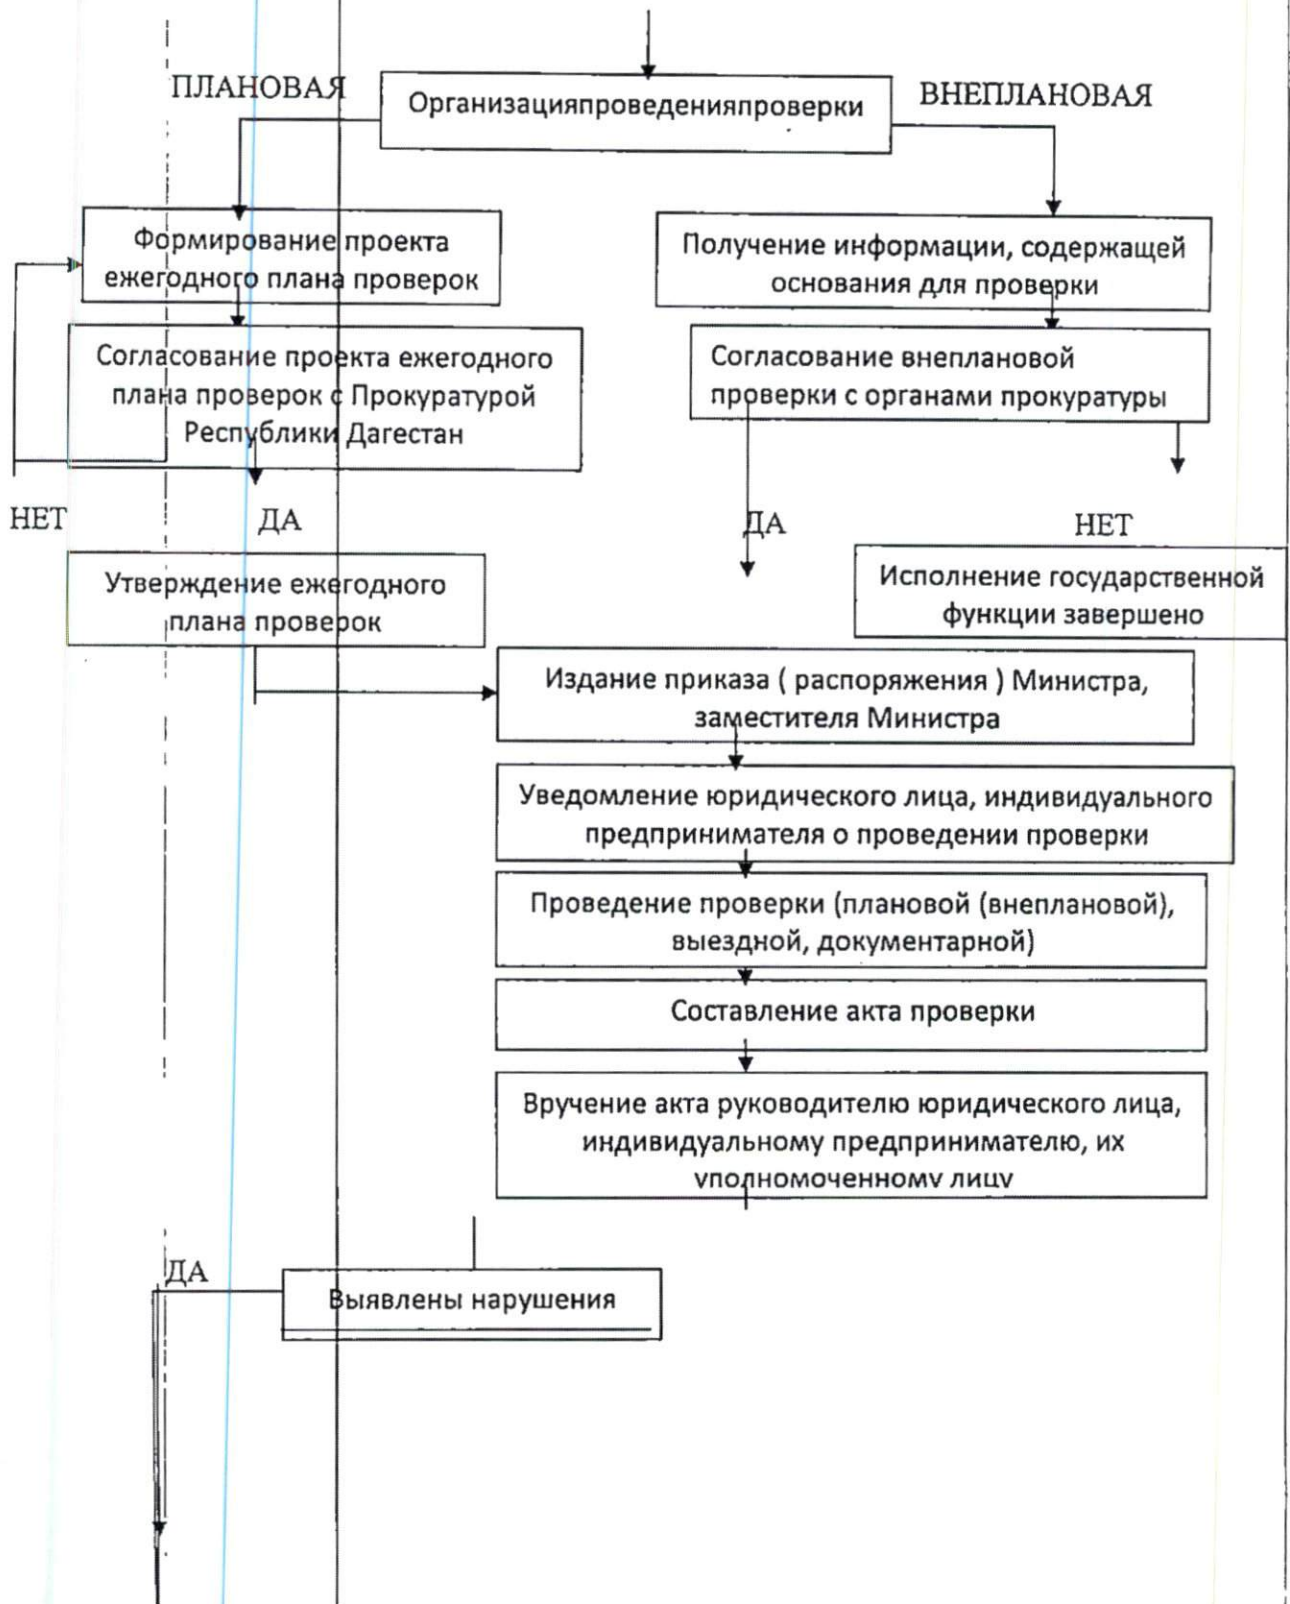 ПЛАНОВАЯ
Организацияпроведенияпроверки
ВНЕПЛАНОВАЯ
Формирование проекта
ежегодного плана проверок
Получение информации, содержащей
основания для проверки
Согласование проекта ежегодного
плана проверок с Прокуратурой
Республики Дагестан
Согласование внеплановой
проверки с органами прокуратуры
НЕТ
ДА
ДА
НЕТ
Утверждение ежегодного
плана проверок
Исполнение государственной
функции завершено
Издание приказа ( распоряжения ) Министра,
заместителя Министра
Уведомление юридического лица, индивидуального
предпринимателя о проведении проверки
Проведение проверки (плановой (внеплановой),
выездной, документарной)
Составление акта проверки
Вручение акта руководителю юридического лица,
индивидуальному предпринимателю, их
уполномоченному лицу
ДА
Выявлены нарушения